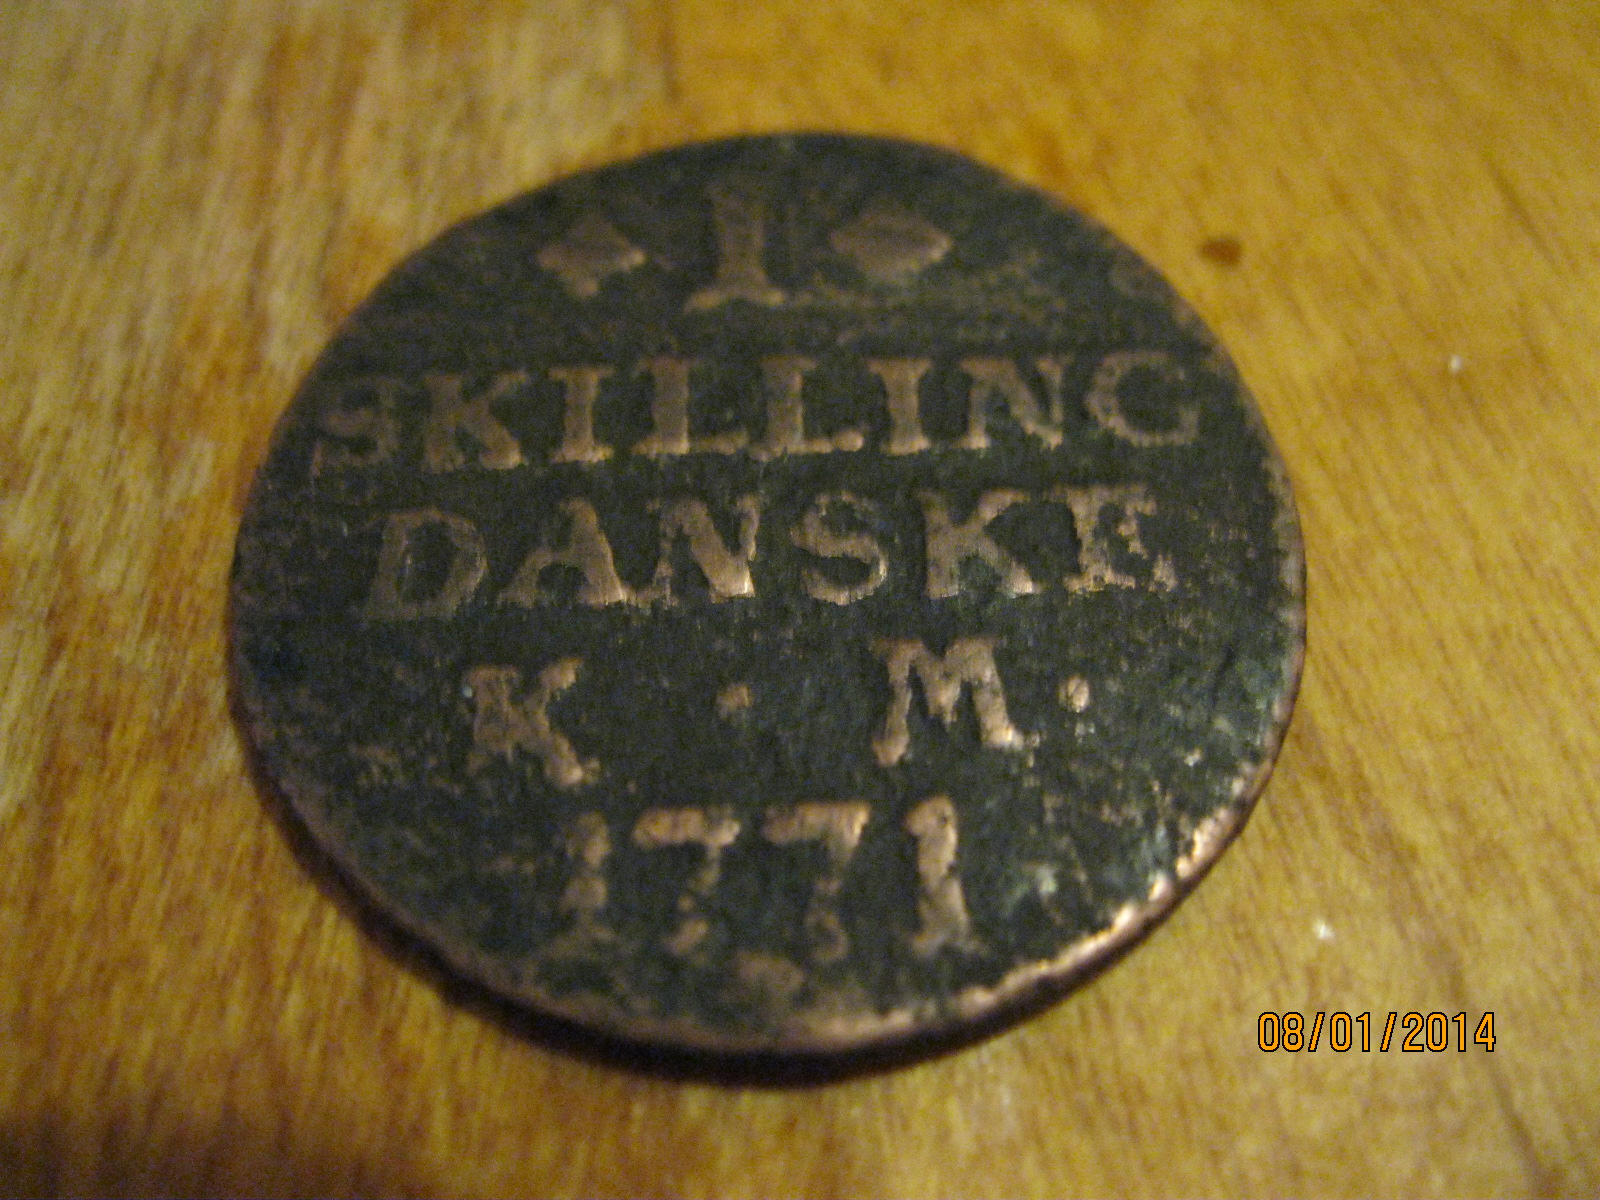 1
SKILLING
DANSKE
K · M ·
1771
08/01/2014